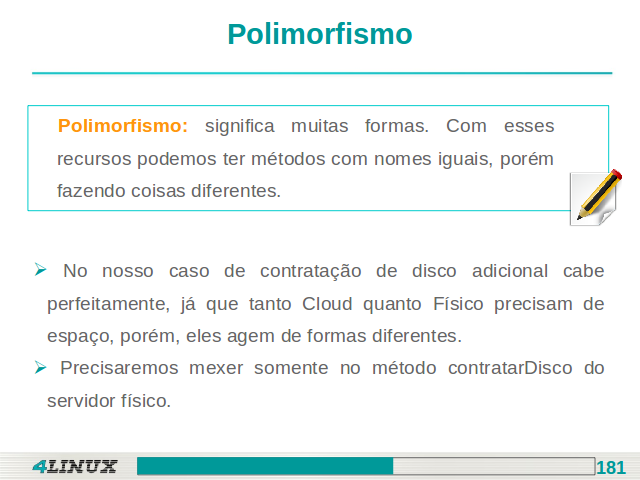 Polimorfismo
Polimorfismo: significa muitas formas. Com esses
recursos podemos ter métodos com nomes iguais, porém
fazendo coisas diferentes.
No nosso caso de contratação de disco adicional cabe
perfeitamente, já que tanto Cloud quanto Físico precisam de
espaço, porém, eles agem de formas diferentes.
Precisaremos mexer somente no método contratarDisco do
servidor físico.
4LINUX
181